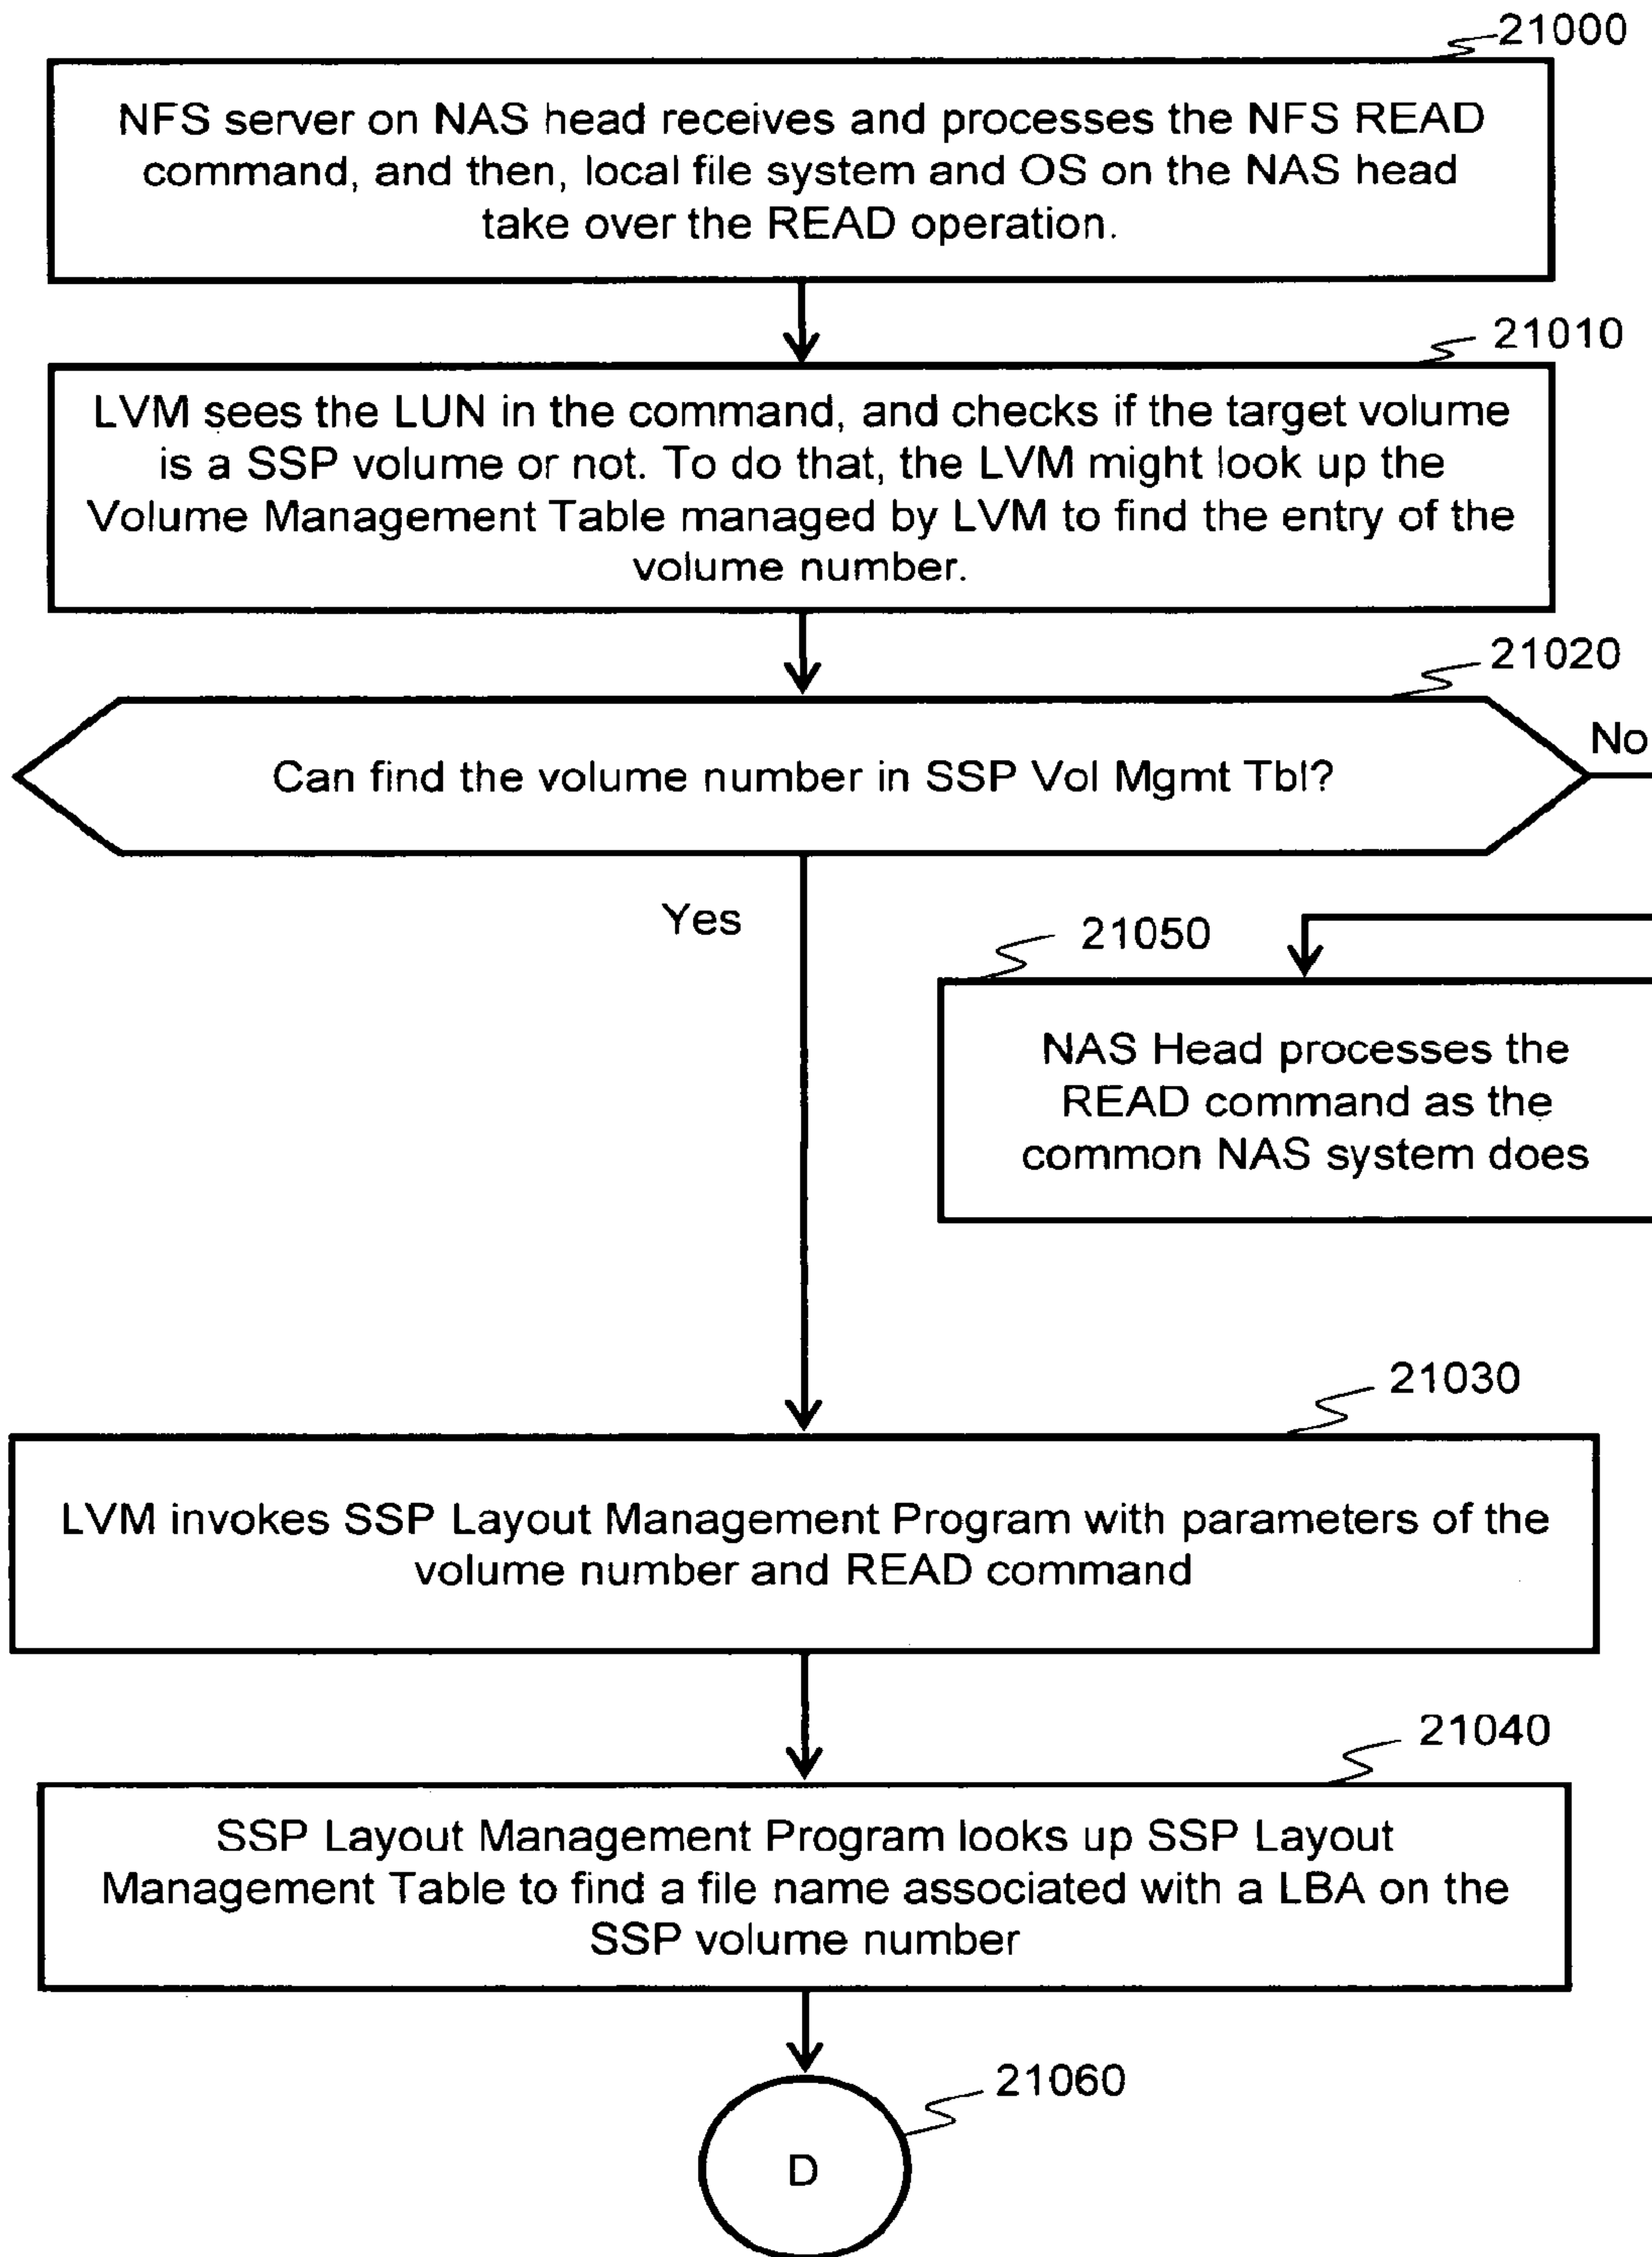 21000
NFS server on NAS head receives and processes the NFS READ
command, and then, local file system and OS on the NAS head
take over the READ operation.
21010
LVM sees the LUN in the command, and checks if the target volume
is a SSP volume or not. To do that, the LVM might look up the
Volume Management Table managed by LVM to find the entry of the
volume number.
21020
Can find the volume number in SSP Vol Mgmt Tbl?
No
Yes
21050
NAS Head processes the
READ command as the
common NAS system does
21030
LVM invokes SSP Layout Management Program with parameters of the
volume number and READ command
21040
SSP Layout Management Program looks up SSP Layout
Management Table to find a file name associated with a LBA on the
SSP volume number
21060
D